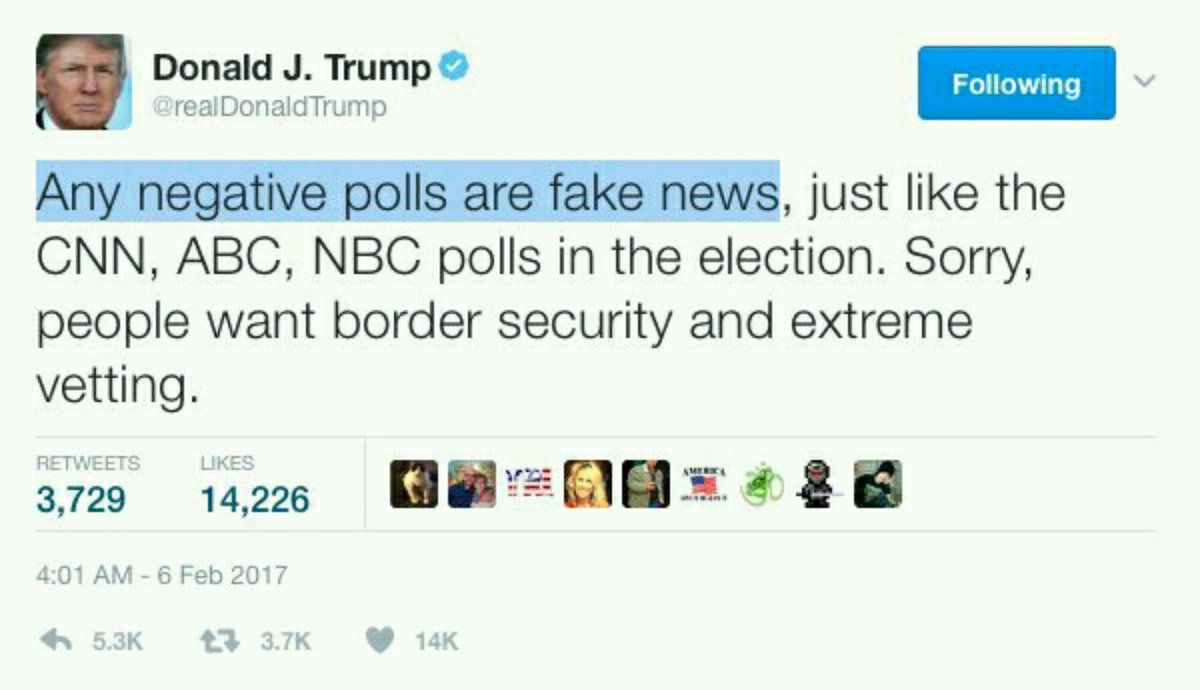 Donald J. Trump
@realDonaldTrump
Following
Any negative polls are fake news, just like the
CNN, ABC, NBC polls in the election. Sorry,
people want border security and extreme
vetting.
RETWEETS LIKES
3,729 14,226
AMERICA
4:01 AM - 6 Feb 2017
5.3K 3.7K 14K